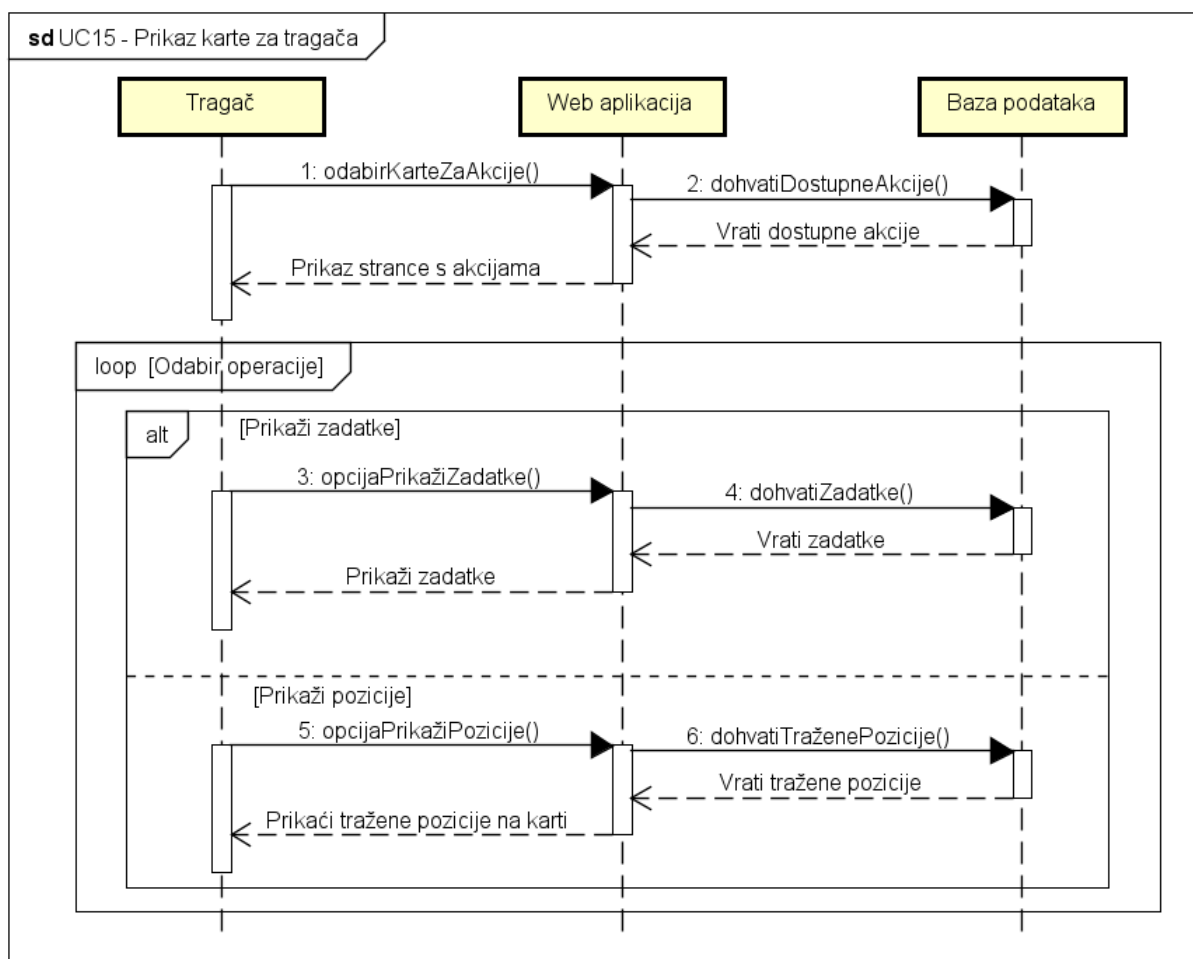 sd UC15 - Prikaz karte za tragača
Tragač
Web aplikacija
Baza podataka
1: odabirKarteZaAkcije()
2: dohvatiDostupneAkcije()
Vrati dostupne akcije
Prikaz strance s akcijama
loop [Odabir operacije]
alt
[Prikaži zadatke]
3: opcijaPrikažiZadatke()
4: dohvatiZadatke()
Vrati zadatke
Prikaži zadatke
[Prikaži pozicije]
5: opcijaPrikažiPozicije()
6: dohvatiTraženePozicije()
Vrati tražene pozicije
Prikaći tražene pozicije na karti